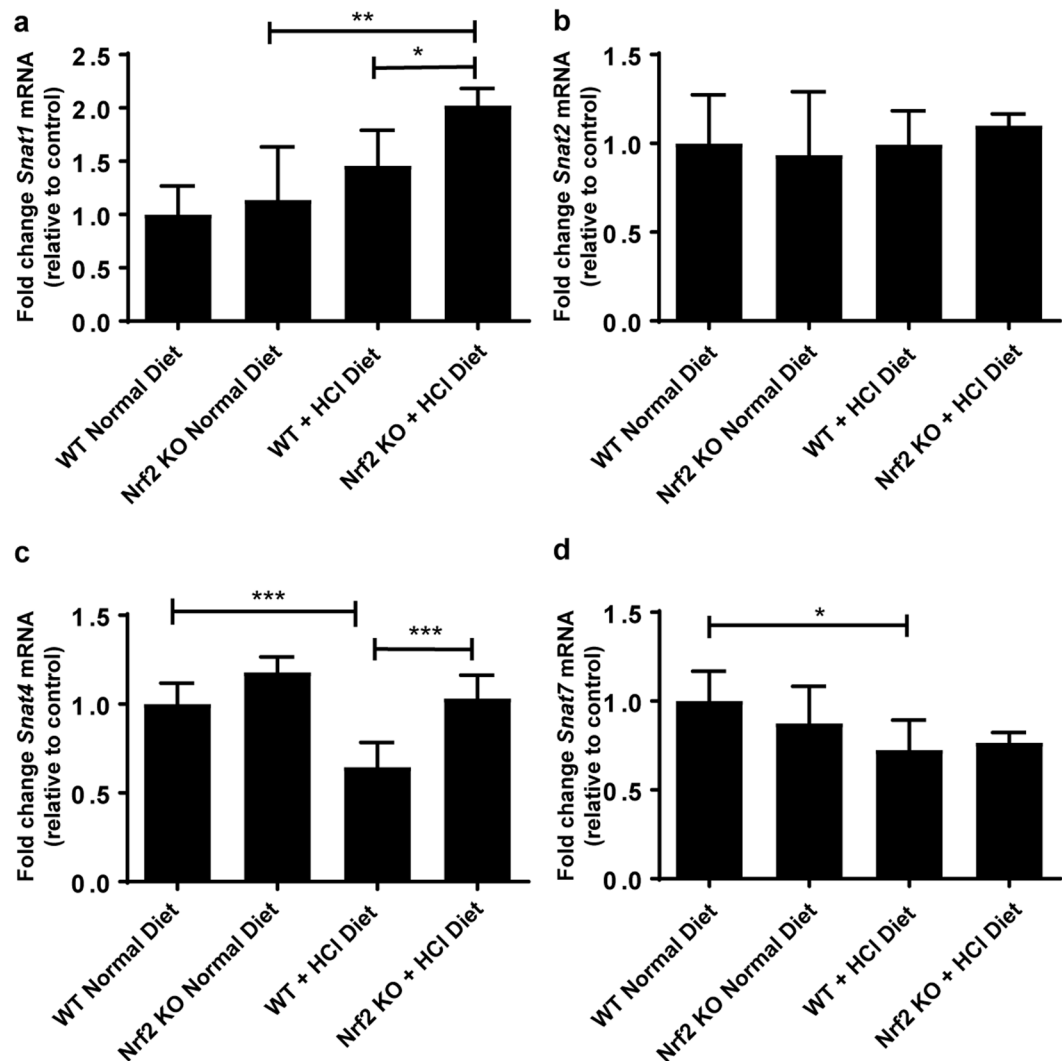 a
**
*
2.5
2.0
1.5
1.0
0.5
0.0
Fold change Snat1 mRNA
(relative to control)
WT Normal Diet
Nrf2 KO Normal Diet
WT + HCl Diet
Nrf2 KO + HCl Diet
b
1.5
1.0
0.5
0.0
Fold change Snat2 mRNA
(relative to control)
WT Normal Diet
Nrf2 KO Normal Diet
WT + HCl Diet
Nrf2 KO + HCl Diet
c
***
***
1.5
1.0
0.5
0.0
Fold change Snat4 mRNA
(relative to control)
WT Normal Diet
Nrf2 KO Normal Diet
WT + HCl Diet
Nrf2 KO + HCl Diet
d
*
1.5
1.0
0.5
0.0
Fold change Snat7 mRNA
(relative to control)
WT Normal Diet
Nrf2 KO Normal Diet
WT + HCl Diet
Nrf2 KO + HCl Diet